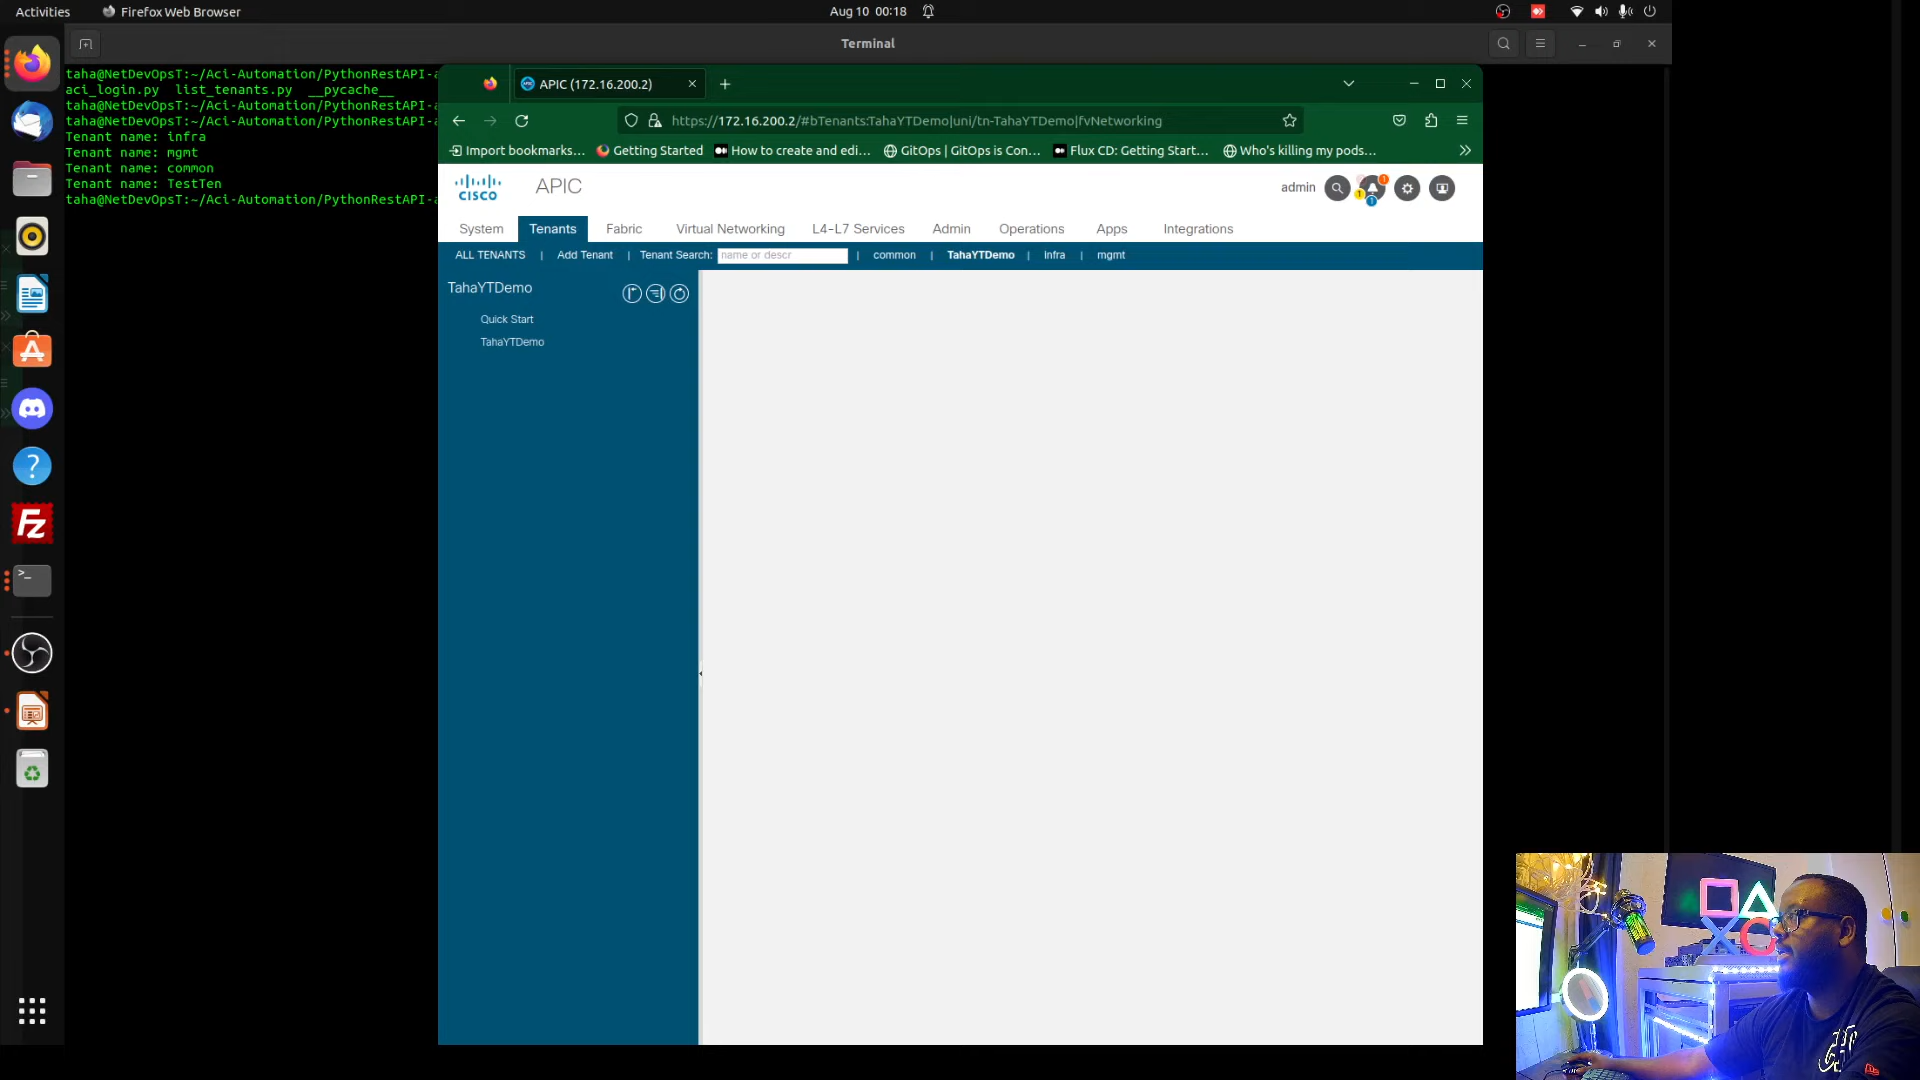 Activities
Firefox Web Browser
Aug 10 00:18
Terminal
taha@NetDevOpsT:~/Aci-Automation/PythonRestAPI-a
aci_login.py list_tenants.py __pycache__
taha@NetDevOpsT:~/Aci-Automation/PythonRestAPI-a
taha@NetDevOpsT:~/Aci-Automation/PythonRestAPI-a
Tenant name: infra
Tenant name: mgmt
Tenant name: common
Tenant name: TestTen
taha@NetDevOpsT:~/Aci-Automation/PythonRestAPI-a
APIC (172.16.200.2)
https://172.16.200.2/#bTenants:TahaYTDemo|uni/tn-TahaYTDemo|fvNetworking
Import bookmarks...
Getting Started
How to create and edi...
GitOps | GitOps is Con...
Flux CD: Getting Start...
Who's killing my pods...
CISCO
APIC
admin
1
1
1
System
Tenants
Fabric
Virtual Networking
L4-L7 Services
Admin
Operations
Apps
Integrations
ALL TENANTS | Add Tenant | Tenant Search: name or descr | common | TahaYTDemo | infra | mgmt
TahaYTDemo
Quick Start
TahaYTDemo